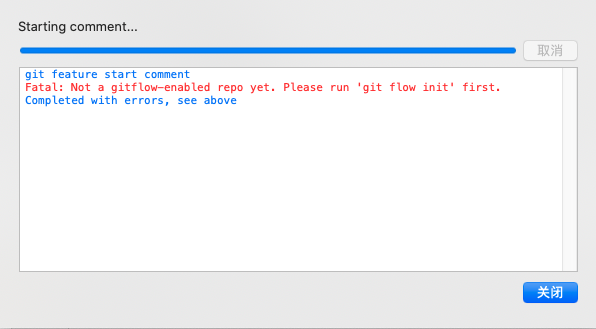 Starting comment...
取消
git feature start comment
Fatal: Not a gitflow-enabled repo yet. Please run 'git flow init' first.
Completed with errors, see above
关闭